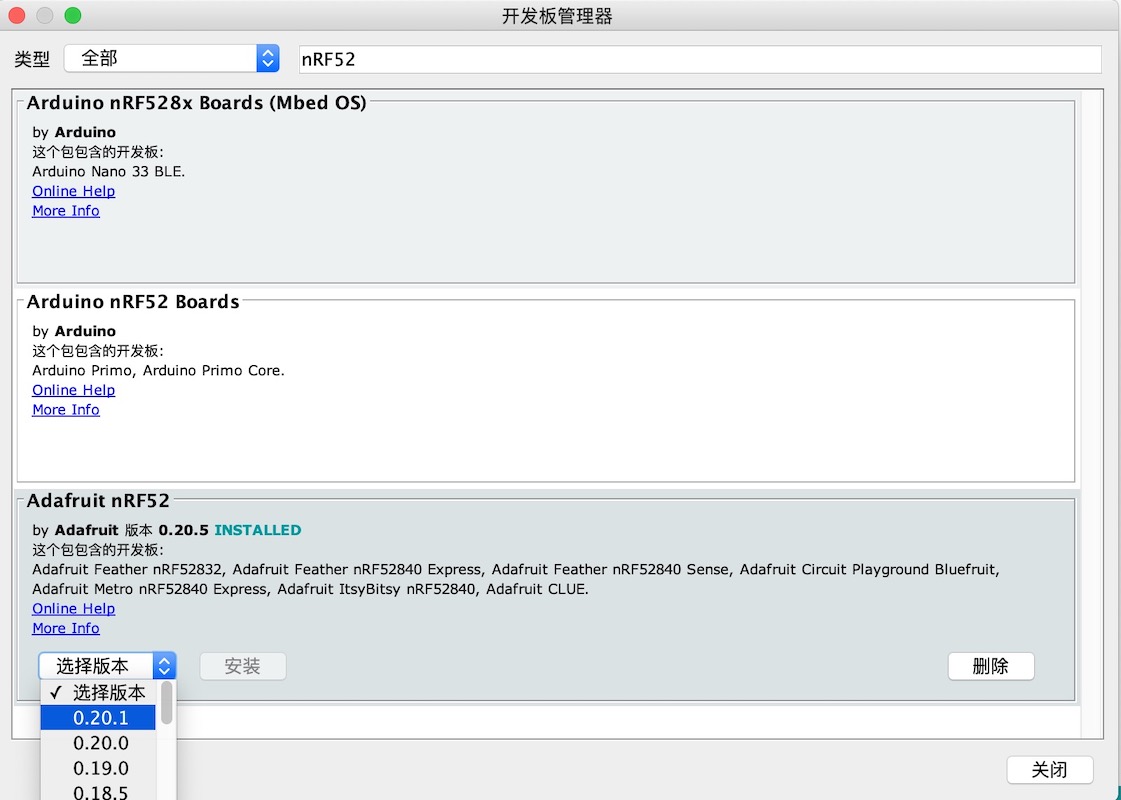 开发板管理器
类型 全部 nRF52
Arduino nRF528x Boards (Mbed OS)
by Arduino
这个包包含的开发板:
Arduino Nano 33 BLE.
Online Help
More Info
Arduino nRF52 Boards
by Arduino
这个包包含的开发板:
Arduino Primo, Arduino Primo Core.
Online Help
More Info
Adafruit nRF52
by Adafruit 版本 0.20.5 INSTALLED
这个包包含的开发板:
Adafruit Feather nRF52832, Adafruit Feather nRF52840 Express, Adafruit Feather nRF52840 Sense, Adafruit Circuit Playground Bluefruit,
Adafruit Metro nRF52840 Express, Adafruit ItsyBitsy nRF52840, Adafruit CLUE.
Online Help
More Info
选择版本 安装 删除
✓ 选择版本
0.20.1
0.20.0
0.19.0
0.18.5
关闭